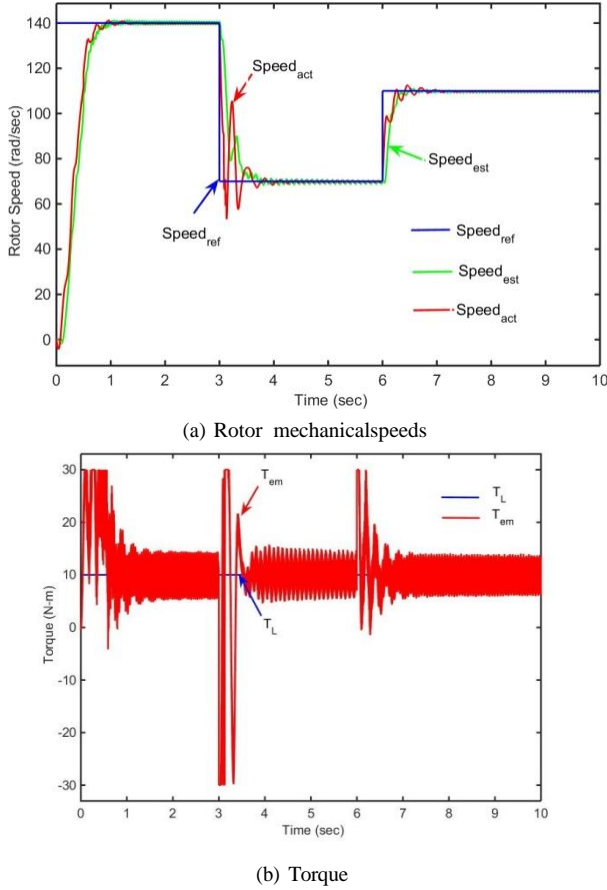 140
120
100
80
60
40
20
0
Rotor Speed (rad/sec)
Speed_act
Speed_est
Speed_ref
Speed_ref
Speed_est
Speed_act
0 1 2 3 4 5 6 7 8 9 10
Time (sec)
(a) Rotor mechanicalspeeds
30
20
10
0
-10
-20
-30
Torque (N-m)
T_em
T_L
T_L
T_em
0 1 2 3 4 5 6 7 8 9 10
Time (sec)
(b) Torque